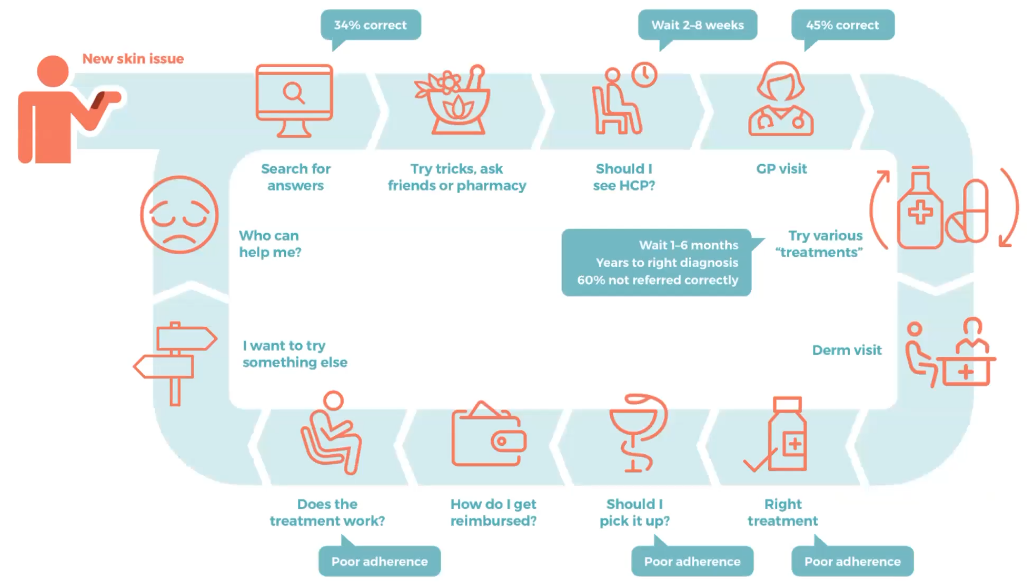 34% correct
Wait 2–8 weeks
45% correct
New skin issue
Search for
answers
Try tricks, ask
friends or pharmacy
Should I
see HCP?
GP visit
Who can
help me?
Wait 1–6 months
Years to right diagnosis
60% not referred correctly
Try various
“treatments”
I want to try
something else
Derm visit
Does the
treatment work?
How do I get
reimbursed?
Should I
pick it up?
Right
treatment
Poor adherence
Poor adherence
Poor adherence